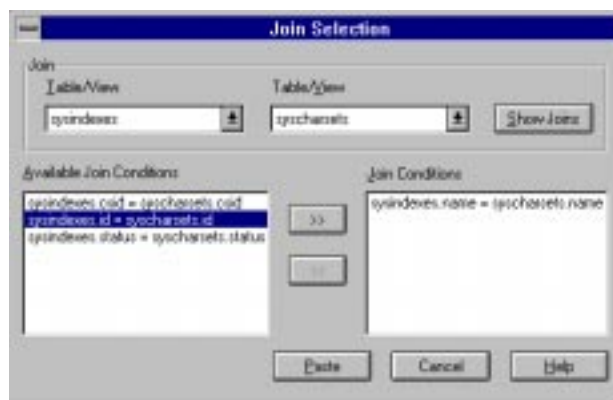 Join Selection
Join
Table/View
Table/View
sysindexes
syscharsets
Show Joins
Available Join Conditions
Join Conditions
sysindexes.csid = syscharsets.csid
sysindexes.id = syscharsets.id
sysindexes.status = syscharsets.status
>>
<<
sysindexes.name = syscharsets.name
Paste
Cancel
Help